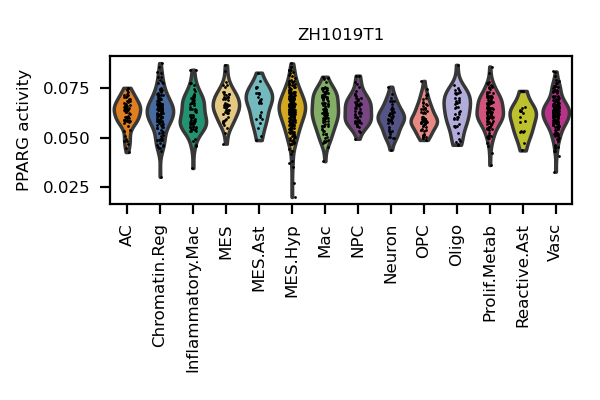 ZH1019T1
PPARG activity
0.075
0.050
0.025
AC
Chromatin.Reg
Inflammatory.Mac
MES
MES.Ast
MES.Hyp
Mac
NPC
Neuron
OPC
Oligo
Prolif.Metab
Reactive.Ast
Vasc